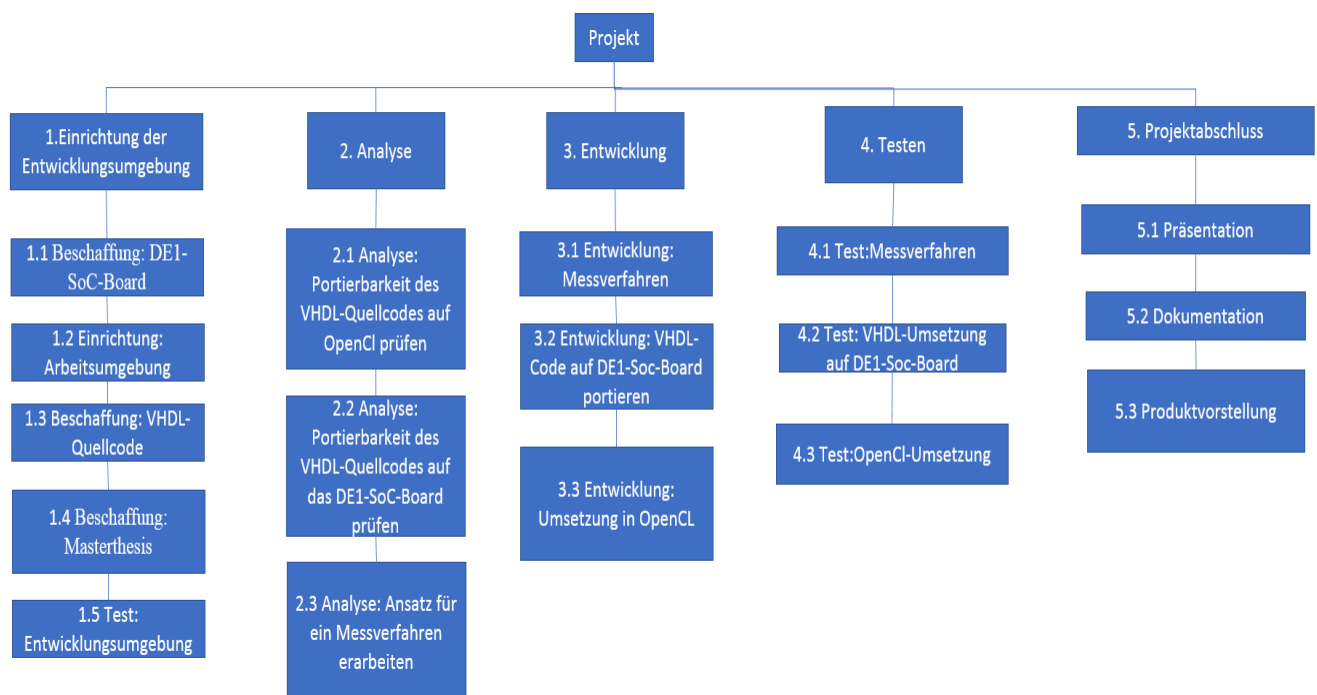 Projekt
1.Einrichtung der
Entwicklungsumgebung
1.1 Beschaffung: DE1-
SoC-Board
1.2 Einrichtung:
Arbeitsumgebung
1.3 Beschaffung: VHDL-
Quellcode
1.4 Beschaffung:
Masterthesis
1.5 Test:
Entwicklungsumgebung
2. Analyse
2.1 Analyse:
Portierbarkeit des
VHDL-Quellcodes auf
OpenCl prüfen
2.2 Analyse:
Portierbarkeit des
VHDL-Quellcodes auf
das DE1-SoC-Board
prüfen
2.3 Analyse: Ansatz für
ein Messverfahren
erarbeiten
3. Entwicklung
3.1 Entwicklung:
Messverfahren
3.2 Entwicklung: VHDL-
Code auf DE1-Soc-Board
portieren
3.3 Entwicklung:
Umsetzung in OpenCL
4. Testen
4.1 Test:Messverfahren
4.2 Test: VHDL-Umsetzung
auf DE1-Soc-Board
4.3 Test:OpenCl-Umsetzung
5. Projektabschluss
5.1 Präsentation
5.2 Dokumentation
5.3 Produktvorstellung